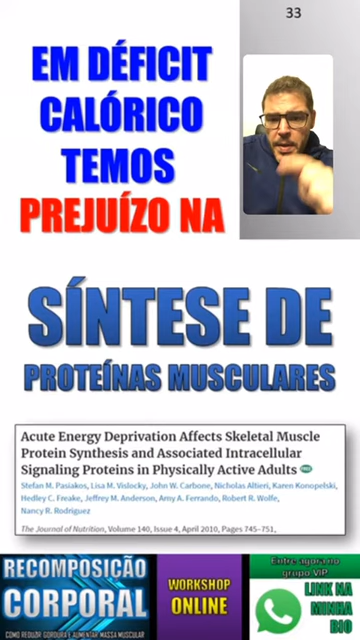 33
EM DÉFICIT
CALÓRICO
TEMOS
PREJUÍZO NA
SÍNTESE DE
PROTEÍNAS MUSCULARES
Acute Energy Deprivation Affects Skeletal Muscle
Protein Synthesis and Associated Intracellular
Signaling Proteins in Physically Active Adults
Stefan M. Pasiakos, Lisa M. Vislocky, John W. Carbone, Nicholas Altieri, Karen Konopelski,
Hedley C. Freake, Jeffrey M. Anderson, Amy A. Ferrando, Robert R. Wolfe,
Nancy R. Rodriguez
The Journal of Nutrition, Volume 140, Issue 4, April 2010, Pages 745–751,
RECOMPOSIÇÃO
CORPORAL
COMO REDUZIR GORDURA E AUMENTAR MASSA MUSCULAR
WORKSHOP
ONLINE
Entre agora no
grupo VIP
LINK NA
MINHA
BIO